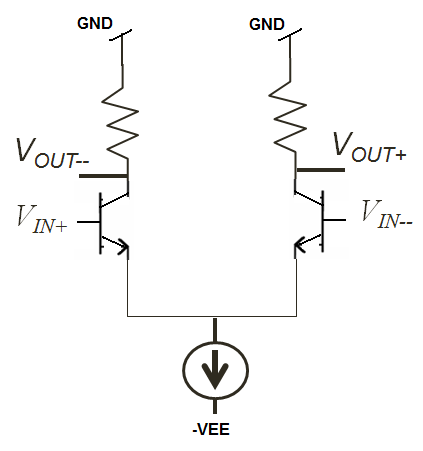 GND GND
VOUT-- VOUT+
VIN+ VIN--
-VEE